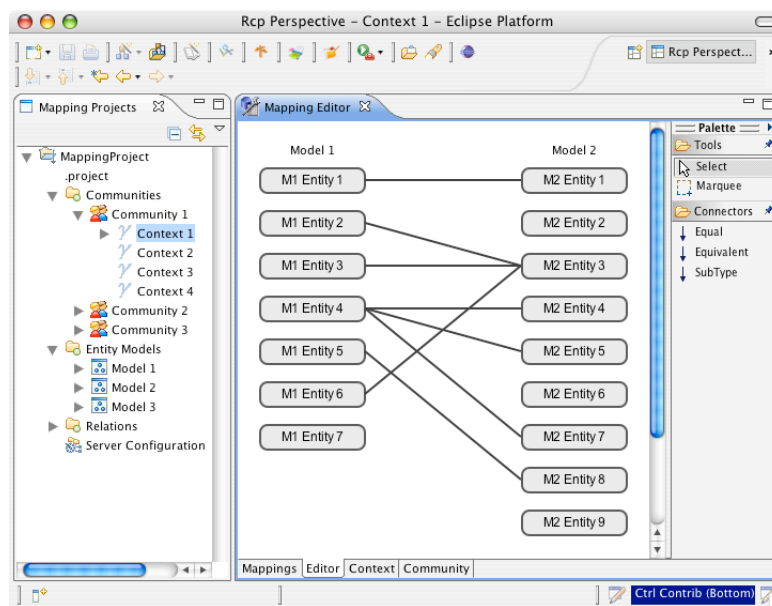 Rcp Perspective – Context 1 – Eclipse Platform
Rcp Perspect...
Mapping Projects
MappingProject
.project
Communities
Community 1
Context 1
Context 2
Context 3
Context 4
Community 2
Community 3
Entity Models
Model 1
Model 2
Model 3
Relations
Server Configuration
Mapping Editor
Model 1
Model 2
M1 Entity 1
M2 Entity 1
M1 Entity 2
M2 Entity 2
M1 Entity 3
M2 Entity 3
M1 Entity 4
M2 Entity 4
M1 Entity 5
M2 Entity 5
M1 Entity 6
M2 Entity 6
M1 Entity 7
M2 Entity 7
M2 Entity 8
M2 Entity 9
Mappings Editor Context Community
Palette
Tools
Select
Marquee
Connectors
Equal
Equivalent
SubType
Ctrl Contrib (Bottom)